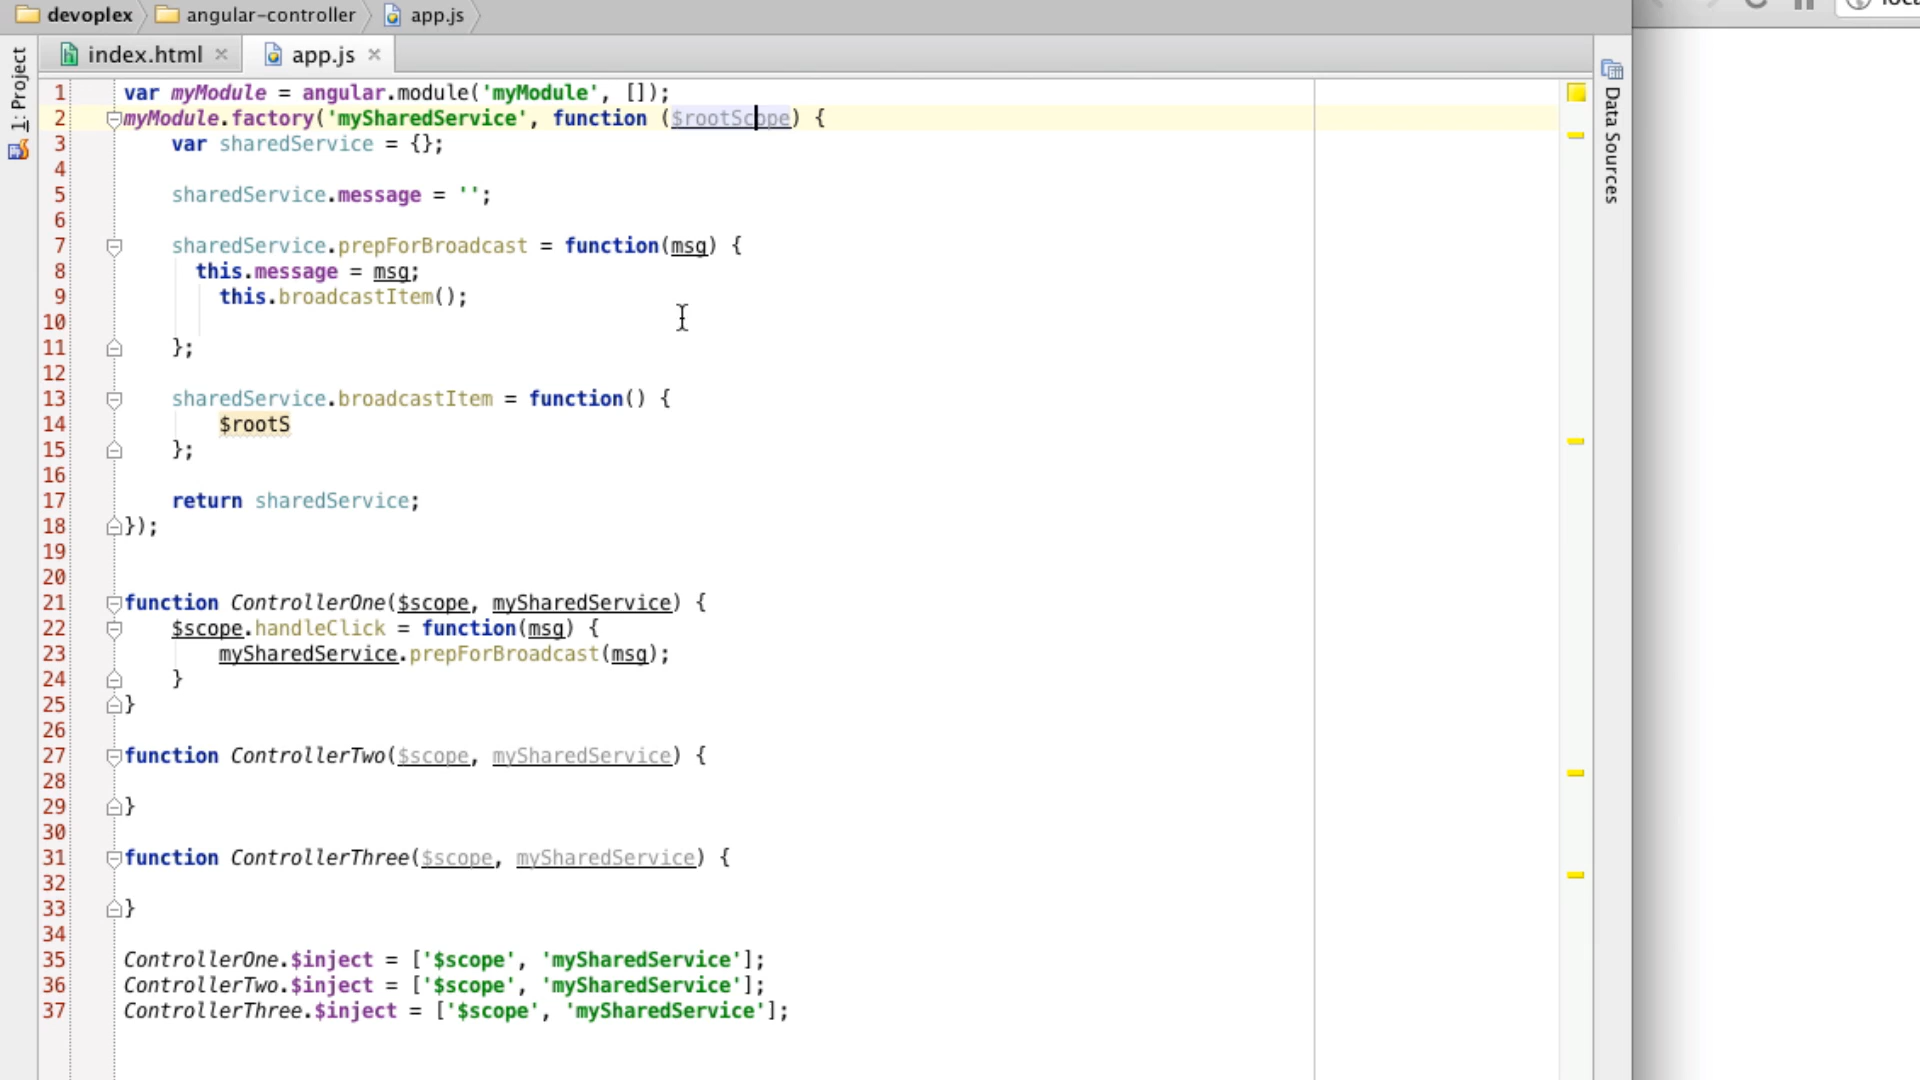 devoplex angular-controller app.js
index.html app.js
1: Project
Data Sources
1 var myModule = angular.module('myModule', []);
2 myModule.factory('mySharedService', function ($rootScope) {
3 var sharedService = {};
4
5 sharedService.message = '';
6
7 sharedService.prepForBroadcast = function(msg) {
8 this.message = msg;
9 this.broadcastItem();
10
11 };
12
13 sharedService.broadcastItem = function() {
14 $rootS
15 };
16
17 return sharedService;
18 });
19
20
21 function ControllerOne($scope, mySharedService) {
22 $scope.handleClick = function(msg) {
23 mySharedService.prepForBroadcast(msg);
24 }
25 }
26
27 function ControllerTwo($scope, mySharedService) {
28
29 }
30
31 function ControllerThree($scope, mySharedService) {
32
33 }
34
35 ControllerOne.$inject = ['$scope', 'mySharedService'];
36 ControllerTwo.$inject = ['$scope', 'mySharedService'];
37 ControllerThree.$inject = ['$scope', 'mySharedService'];